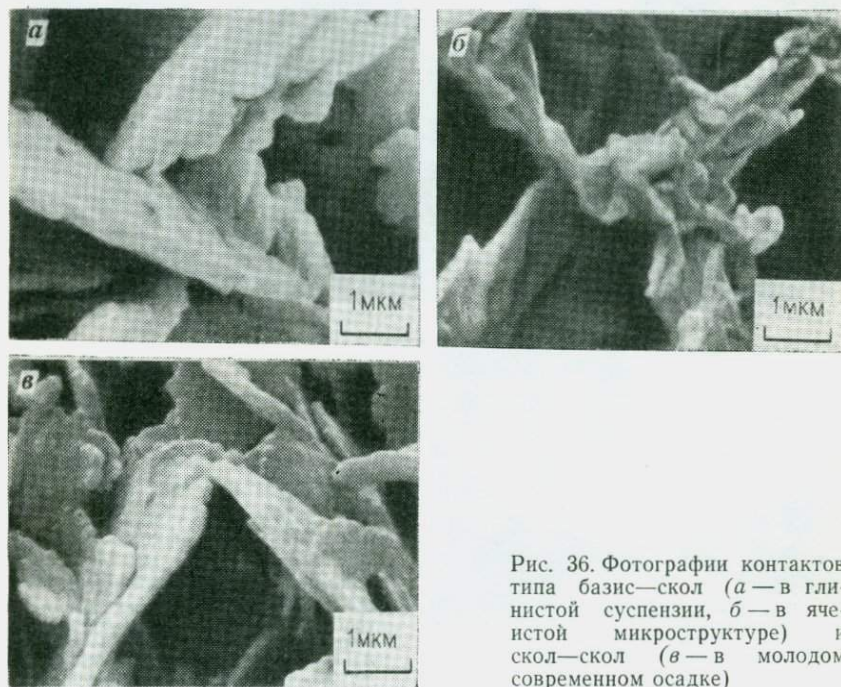 а
б
1мкм
1мкм
в
1мкм
Рис. 36. Фотографии контактов
типа базис—скол (а — в гли-
нистой суспензии, б — в яче-
истой микроструктуре) и
скол—скол (в — в молодом
современном осадке)